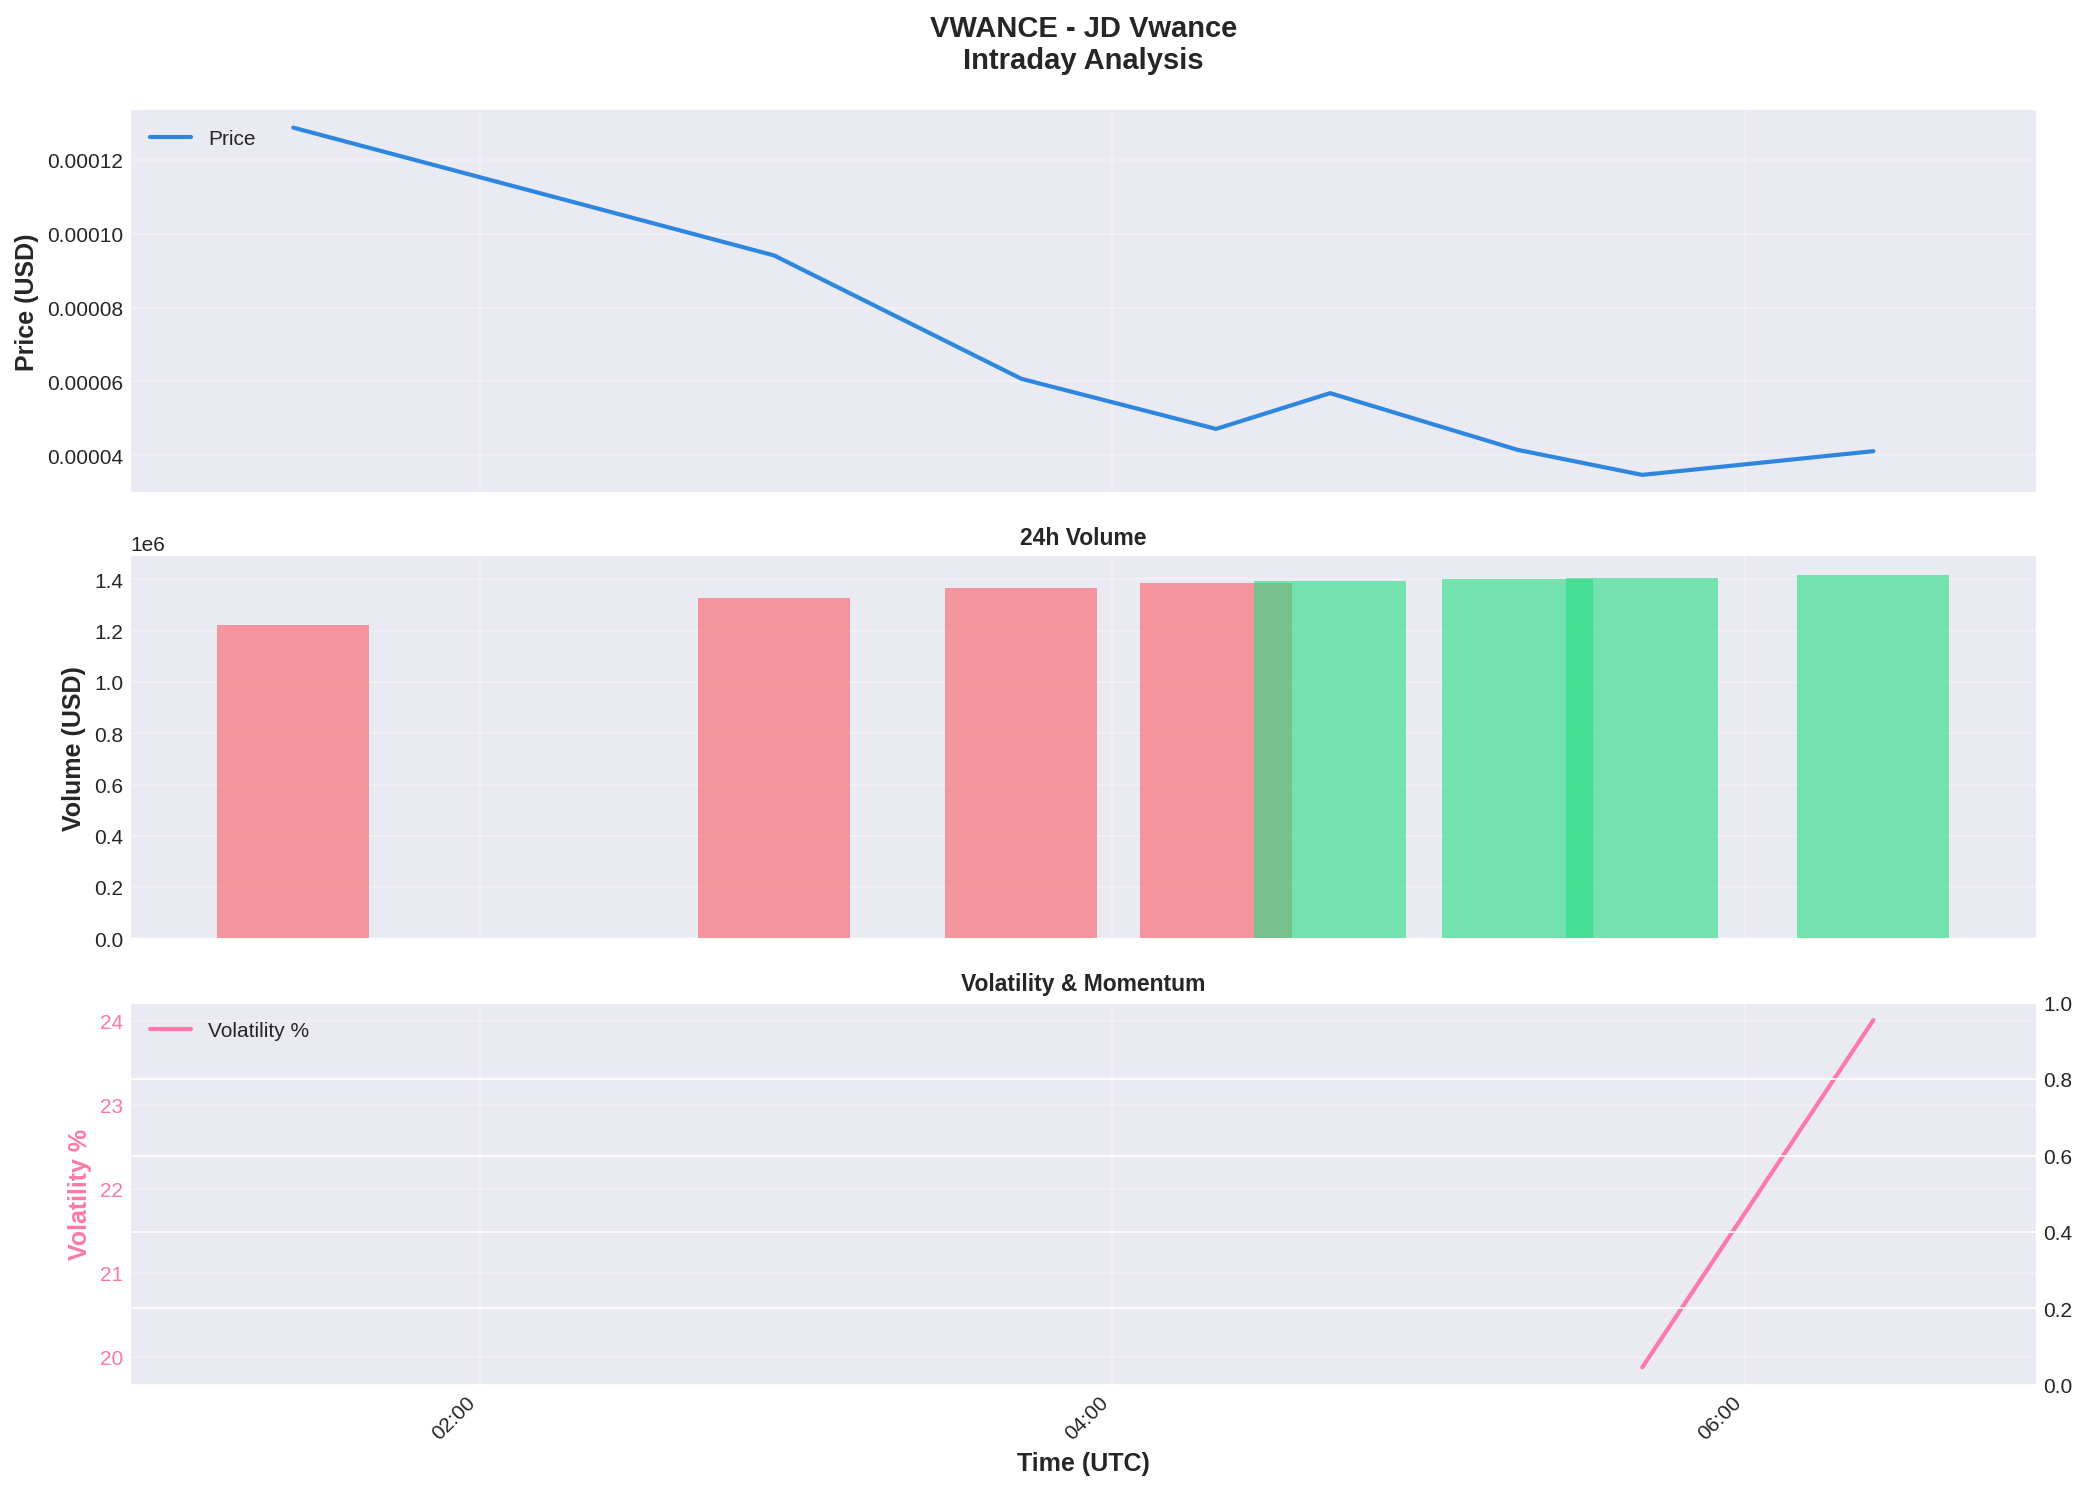 VWANCE - JD Vwance
Intraday Analysis
Price
0.00012
0.00010
0.00008
0.00006
0.00004
Price (USD)
24h Volume
1e6
1.4
1.2
1.0
0.8
0.6
0.4
0.2
0.0
Volume (USD)
Volatility & Momentum
Volatility %
24
23
22
21
20
Volatility %
1.0
0.8
0.6
0.4
0.2
0.0
02:00
04:00
06:00
Time (UTC)